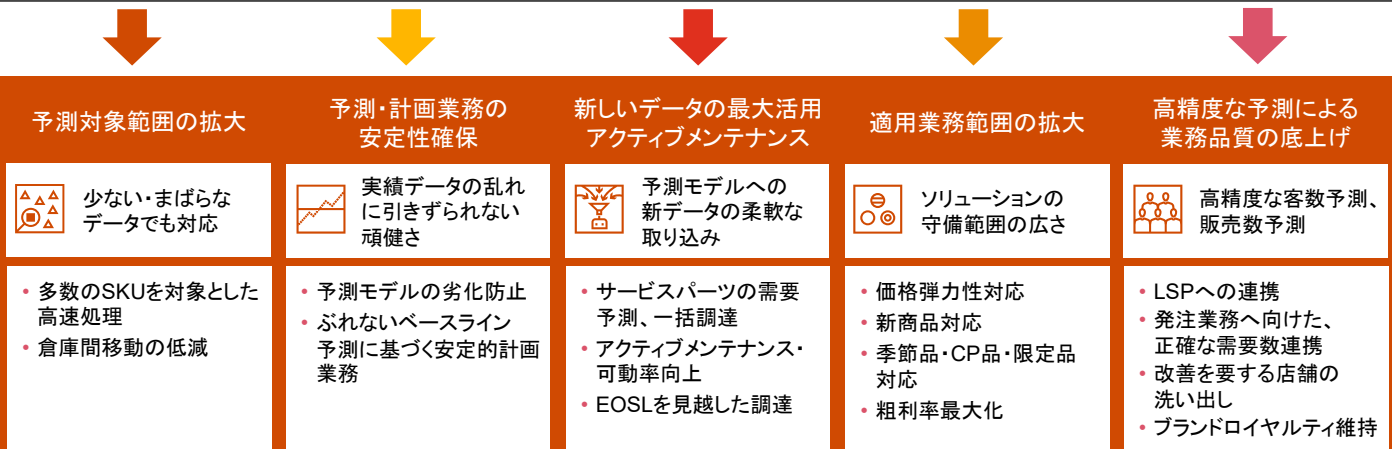 予測対象範囲の拡大
少ない・まばらな
データでも対応
• 多数のSKUを対象とした
高速処理
• 倉庫間移動の低減
予測・計画業務の
安定性確保
実績データの乱れ
に引きずられない
頑健さ
• 予測モデルの劣化防止
• ぶれないベースライン
予測に基づく安定的計画
業務
新しいデータの最大活用
アクティブメンテナンス
予測モデルへの
新データの柔軟な
取り込み
• サービスパーツの需要
予測、一括調達
• アクティブメンテナンス・
可動率向上
• EOSLを見越した調達
適用業務範囲の拡大
ソリューションの
守備範囲の広さ
• 価格弾力性対応
• 新商品対応
• 季節品・CP品・限定品
対応
• 粗利率最大化
高精度な予測による
業務品質の底上げ
高精度な客数予測、
販売数予測
• LSPへの連携
• 発注業務へ向けた、
正確な需要数連携
• 改善を要する店舗の
洗い出し
• ブランドロイヤルティ維持